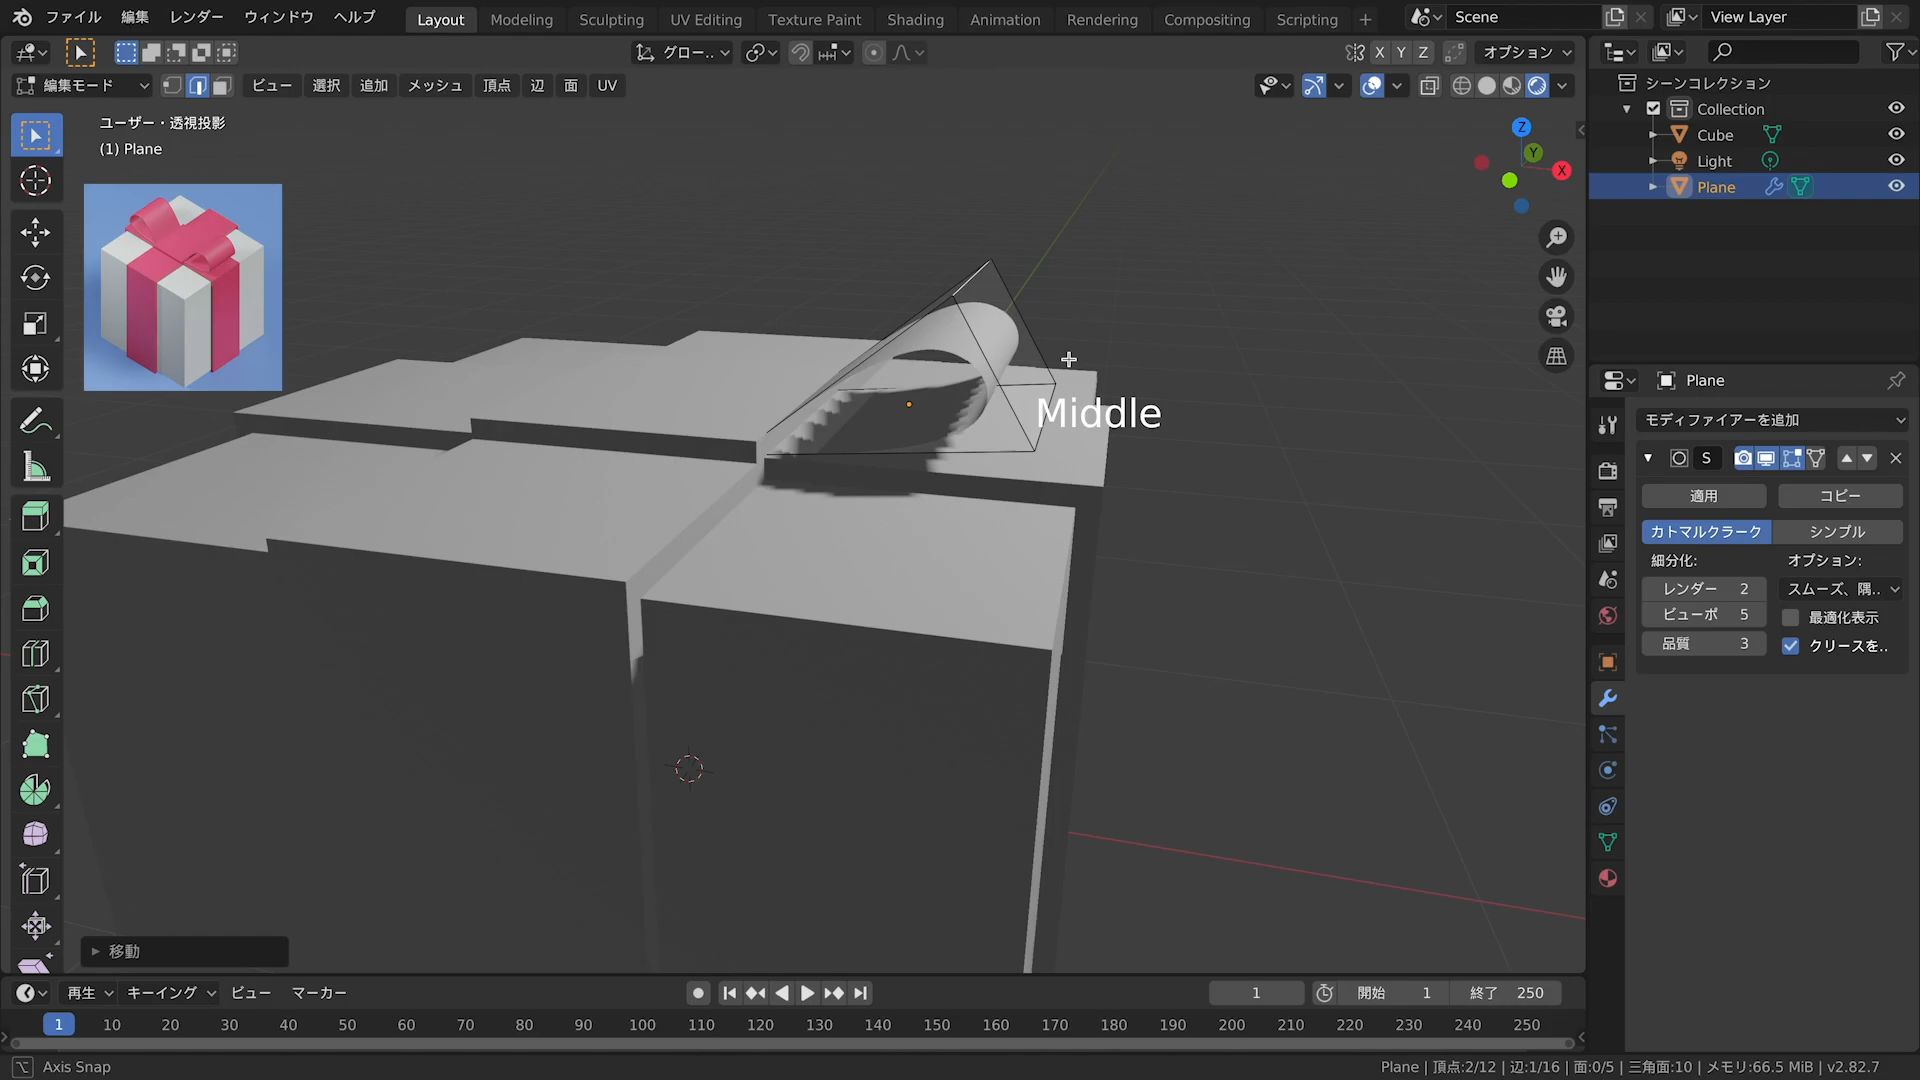 ファイル 編集 レンダー ウィンドウ ヘルプ Layout Modeling Sculpting UV Editing Texture Paint Shading Animation Rendering Compositing Scripting + Scene View Layer
グロー.. X Y Z オプション
編集モード ビュー 選択 追加 メッシュ 頂点 辺 面 UV
シーンコレクション
Collection
Cube
Light
Plane
ユーザー・透視投影
(1) Plane
Z
Y
X
Middle
Plane
モディファイアーを追加
S
適用 コピー
カトマルクラーク シンプル
細分化: オプション:
レンダー 2 スムーズ、隅..
ビューポ 5 最適化表示
品質 3 クリースを..
移動
再生 キーイング ビュー マーカー 1 開始 1 終了 250
1 10 20 30 40 50 60 70 80 90 100 110 120 130 140 150 160 170 180 190 200 210 220 230 240 250
Axis Snap Plane | 頂点:2/12 | 辺:1/16 | 面:0/5 | 三角面:10 | メモリ:66.5 MiB | v2.82.7